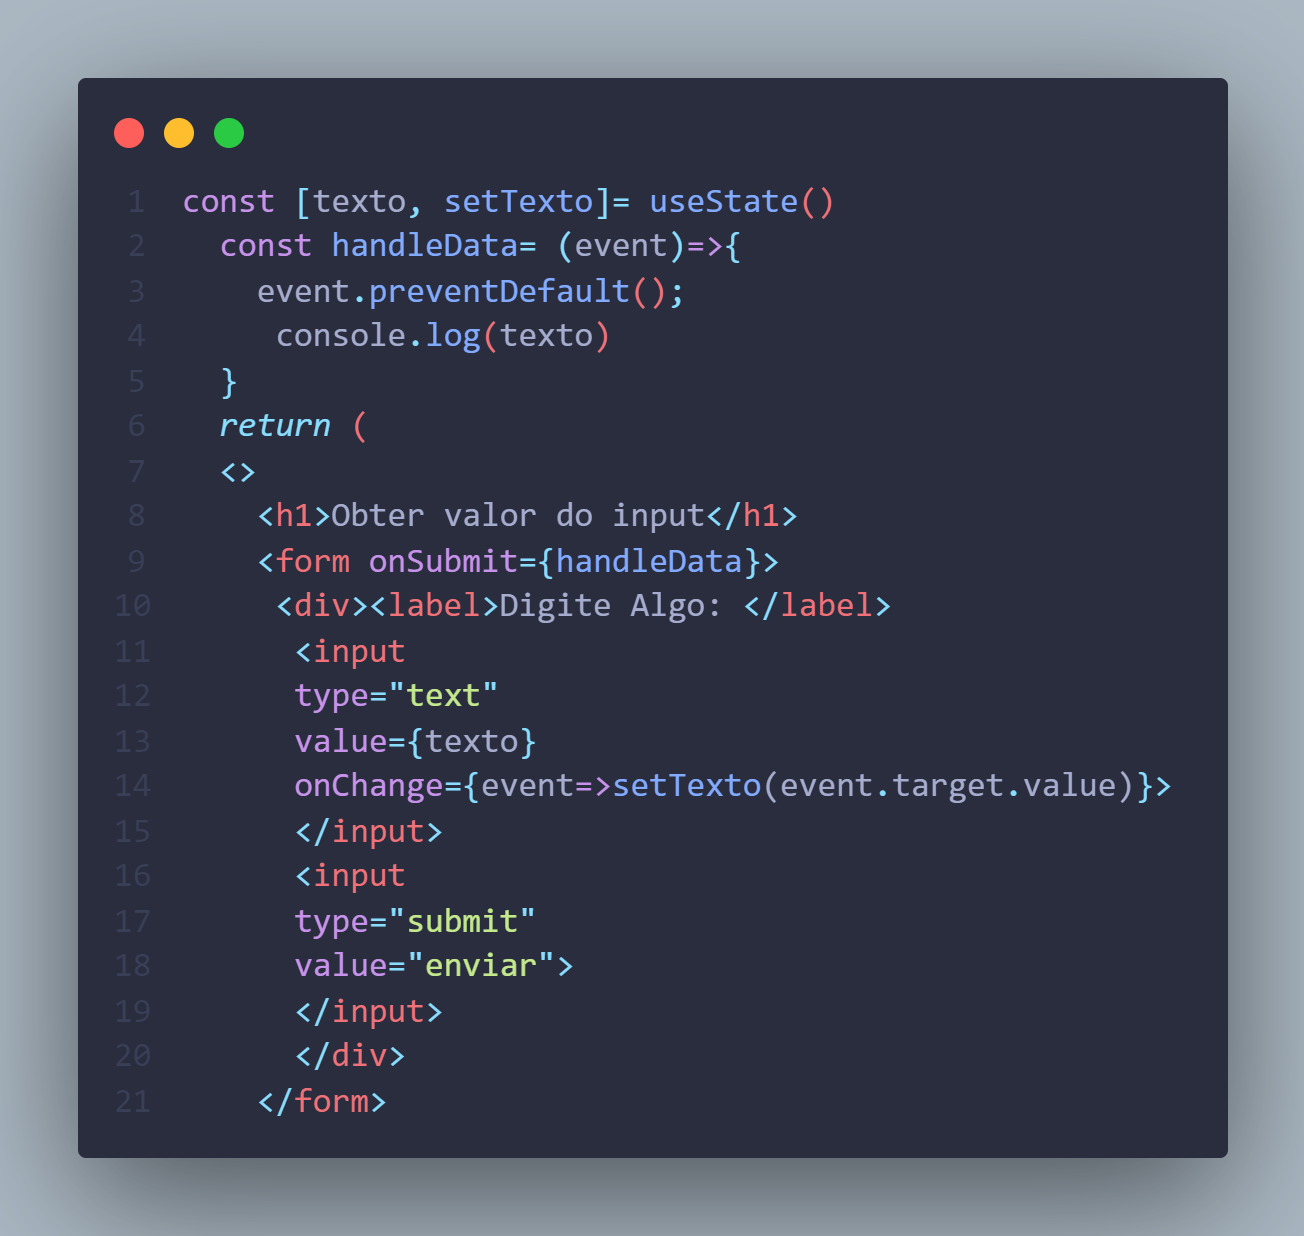 1 const [texto, setTexto]= useState()
2 const handleData= (event)=>{
3 event.preventDefault();
4 console.log(texto)
5 }
6 return (
7 <>
8 <h1>Obter valor do input</h1>
9 <form onSubmit={handleData}>
10 <div><label>Digite Algo: </label>
11 <input
12 type="text"
13 value={texto}
14 onChange={event=>setTexto(event.target.value)}>
15 </input>
16 <input
17 type="submit"
18 value="enviar">
19 </input>
20 </div>
21 </form>